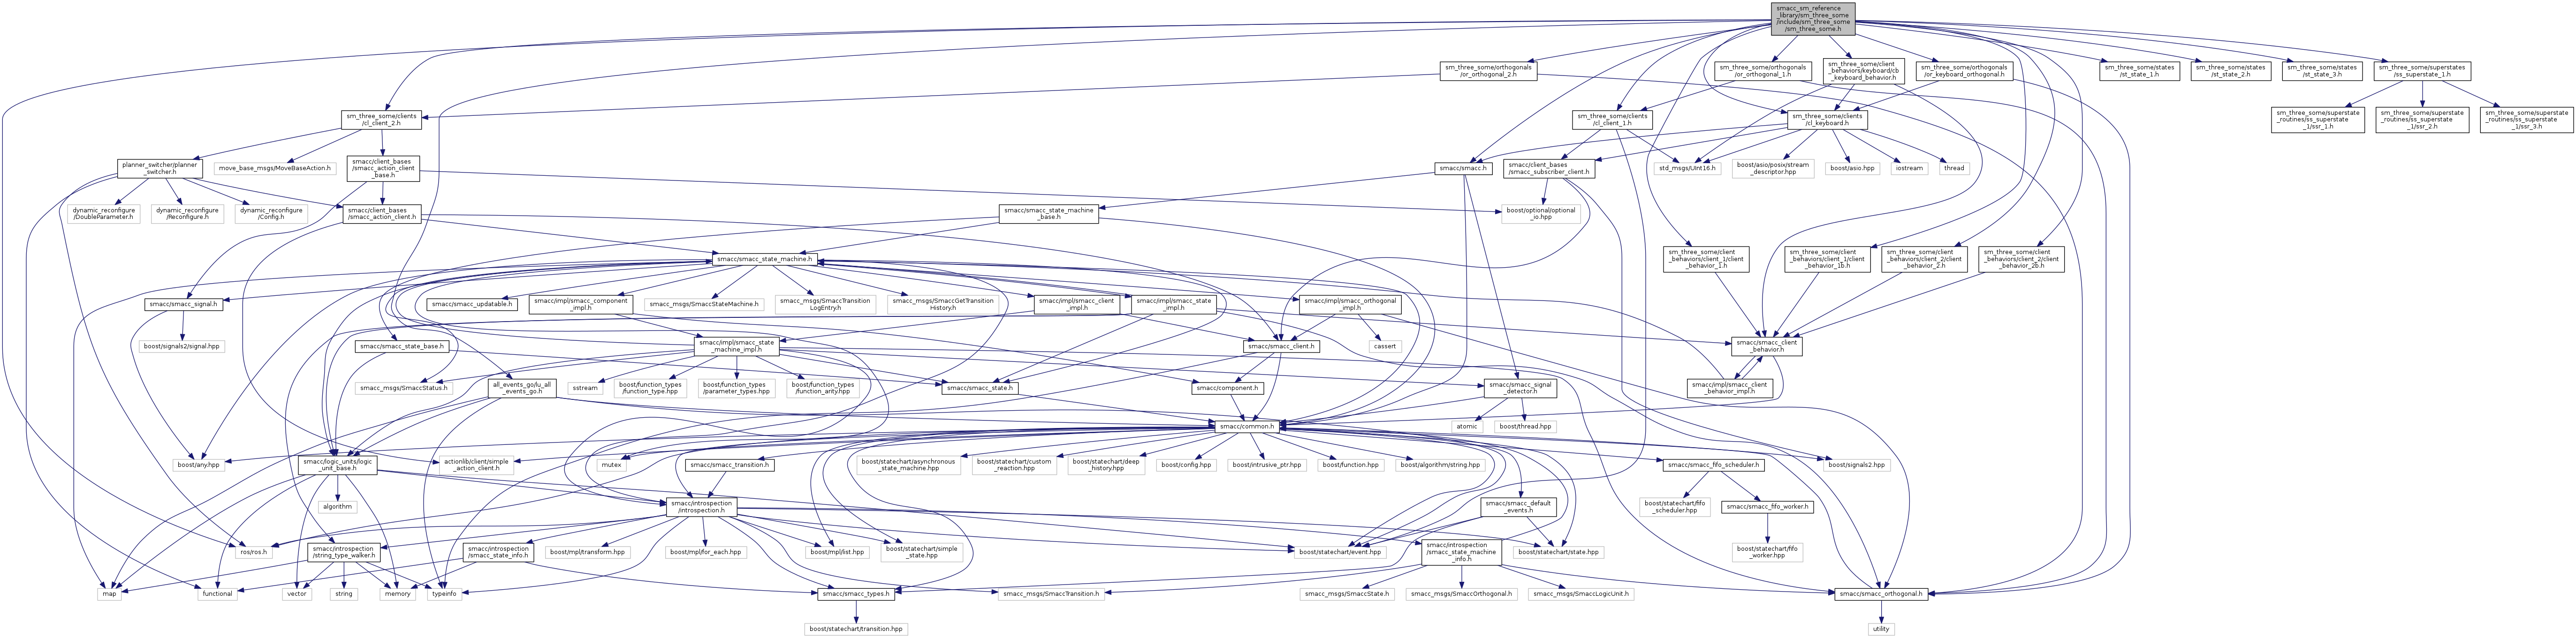 smacc_sm_reference
_library/sm_three_some
/include/sm_three_some
/sm_three_some.h
sm_three_some/orthogonals
/or_orthogonal_2.h
sm_three_some/orthogonals
/or_orthogonal_1.h
sm_three_some/client
_behaviors/keyboard/cb
_keyboard_behavior.h
sm_three_some/orthogonals
/or_keyboard_orthogonal.h
sm_three_some/states
/st_state_1.h
sm_three_some/states
/st_state_2.h
sm_three_some/states
/st_state_3.h
sm_three_some/superstates
/ss_superstate_1.h
sm_three_some/clients
/cl_client_2.h
sm_three_some/clients
/cl_client_1.h
sm_three_some/clients
/cl_keyboard.h
sm_three_some/superstate
_routines/ss_superstate
_1/ssr_1.h
sm_three_some/superstate
_routines/ss_superstate
_1/ssr_2.h
sm_three_some/superstate
_routines/ss_superstate
_1/ssr_3.h
planner_switcher/planner
_switcher.h
move_base_msgs/MoveBaseAction.h
smacc/client_bases
/smacc_action_client
_base.h
smacc/smacc.h
smacc/client_bases
/smacc_subscriber_client.h
std_msgs/UInt16.h
boost/asio/posix/stream
_descriptor.hpp
boost/asio.hpp
iostream
thread
dynamic_reconfigure
/DoubleParameter.h
dynamic_reconfigure
/Reconfigure.h
dynamic_reconfigure
/Config.h
smacc/client_bases
/smacc_action_client.h
smacc/smacc_state_machine
_base.h
boost/optional/optional
_io.hpp
smacc/smacc_state_machine.h
sm_three_some/client
_behaviors/client_1/client
_behavior_1.h
sm_three_some/client
_behaviors/client_1/client
_behavior_1b.h
sm_three_some/client
_behaviors/client_2/client
_behavior_2.h
sm_three_some/client
_behaviors/client_2/client
_behavior_2b.h
smacc/smacc_signal.h
smacc/smacc_updatable.h
smacc/impl/smacc_component
_impl.h
smacc_msgs/SmaccStateMachine.h
smacc_msgs/SmaccTransition
LogEntry.h
smacc_msgs/SmaccGetTransition
History.h
smacc/impl/smacc_client
_impl.h
smacc/impl/smacc_state
_impl.h
smacc/impl/smacc_orthogonal
_impl.h
boost/signals2/signal.hpp
smacc/smacc_state_base.h
smacc/impl/smacc_state
_machine_impl.h
smacc/smacc_client.h
cassert
smacc/smacc_client
_behavior.h
smacc_msgs/SmaccStatus.h
all_events_go/lu_all
_events_go.h
sstream
boost/function_types
/function_type.hpp
boost/function_types
/parameter_types.hpp
boost/function_types
/function_arity.hpp
smacc/smacc_state.h
smacc/component.h
smacc/smacc_signal
_detector.h
smacc/impl/smacc_client
_behavior_impl.h
smacc/common.h
atomic
boost/thread.hpp
boost/any.hpp
smacc/logic_units/logic
_unit_base.h
actionlib/client/simple
_action_client.h
mutex
smacc/smacc_transition.h
boost/statechart/asynchronous
_state_machine.hpp
boost/statechart/custom
_reaction.hpp
boost/statechart/deep
_history.hpp
boost/config.hpp
boost/intrusive_ptr.hpp
boost/function.hpp
boost/algorithm/string.hpp
smacc/smacc_fifo_scheduler.h
boost/signals2.hpp
algorithm
smacc/introspection
/introspection.h
smacc/smacc_default
_events.h
boost/statechart/fifo
_scheduler.hpp
smacc/smacc_fifo_worker.h
ros/ros.h
smacc/introspection
/string_type_walker.h
smacc/introspection
/smacc_state_info.h
boost/mpl/transform.hpp
boost/mpl/for_each.hpp
boost/mpl/list.hpp
boost/statechart/simple
_state.hpp
boost/statechart/event.hpp
smacc/introspection
/smacc_state_machine
_info.h
boost/statechart/state.hpp
boost/statechart/fifo
_worker.hpp
map
functional
vector
string
memory
typeinfo
smacc/smacc_types.h
smacc_msgs/SmaccTransition.h
smacc_msgs/SmaccState.h
smacc_msgs/SmaccOrthogonal.h
smacc_msgs/SmaccLogicUnit.h
smacc/smacc_orthogonal.h
boost/statechart/transition.hpp
utility